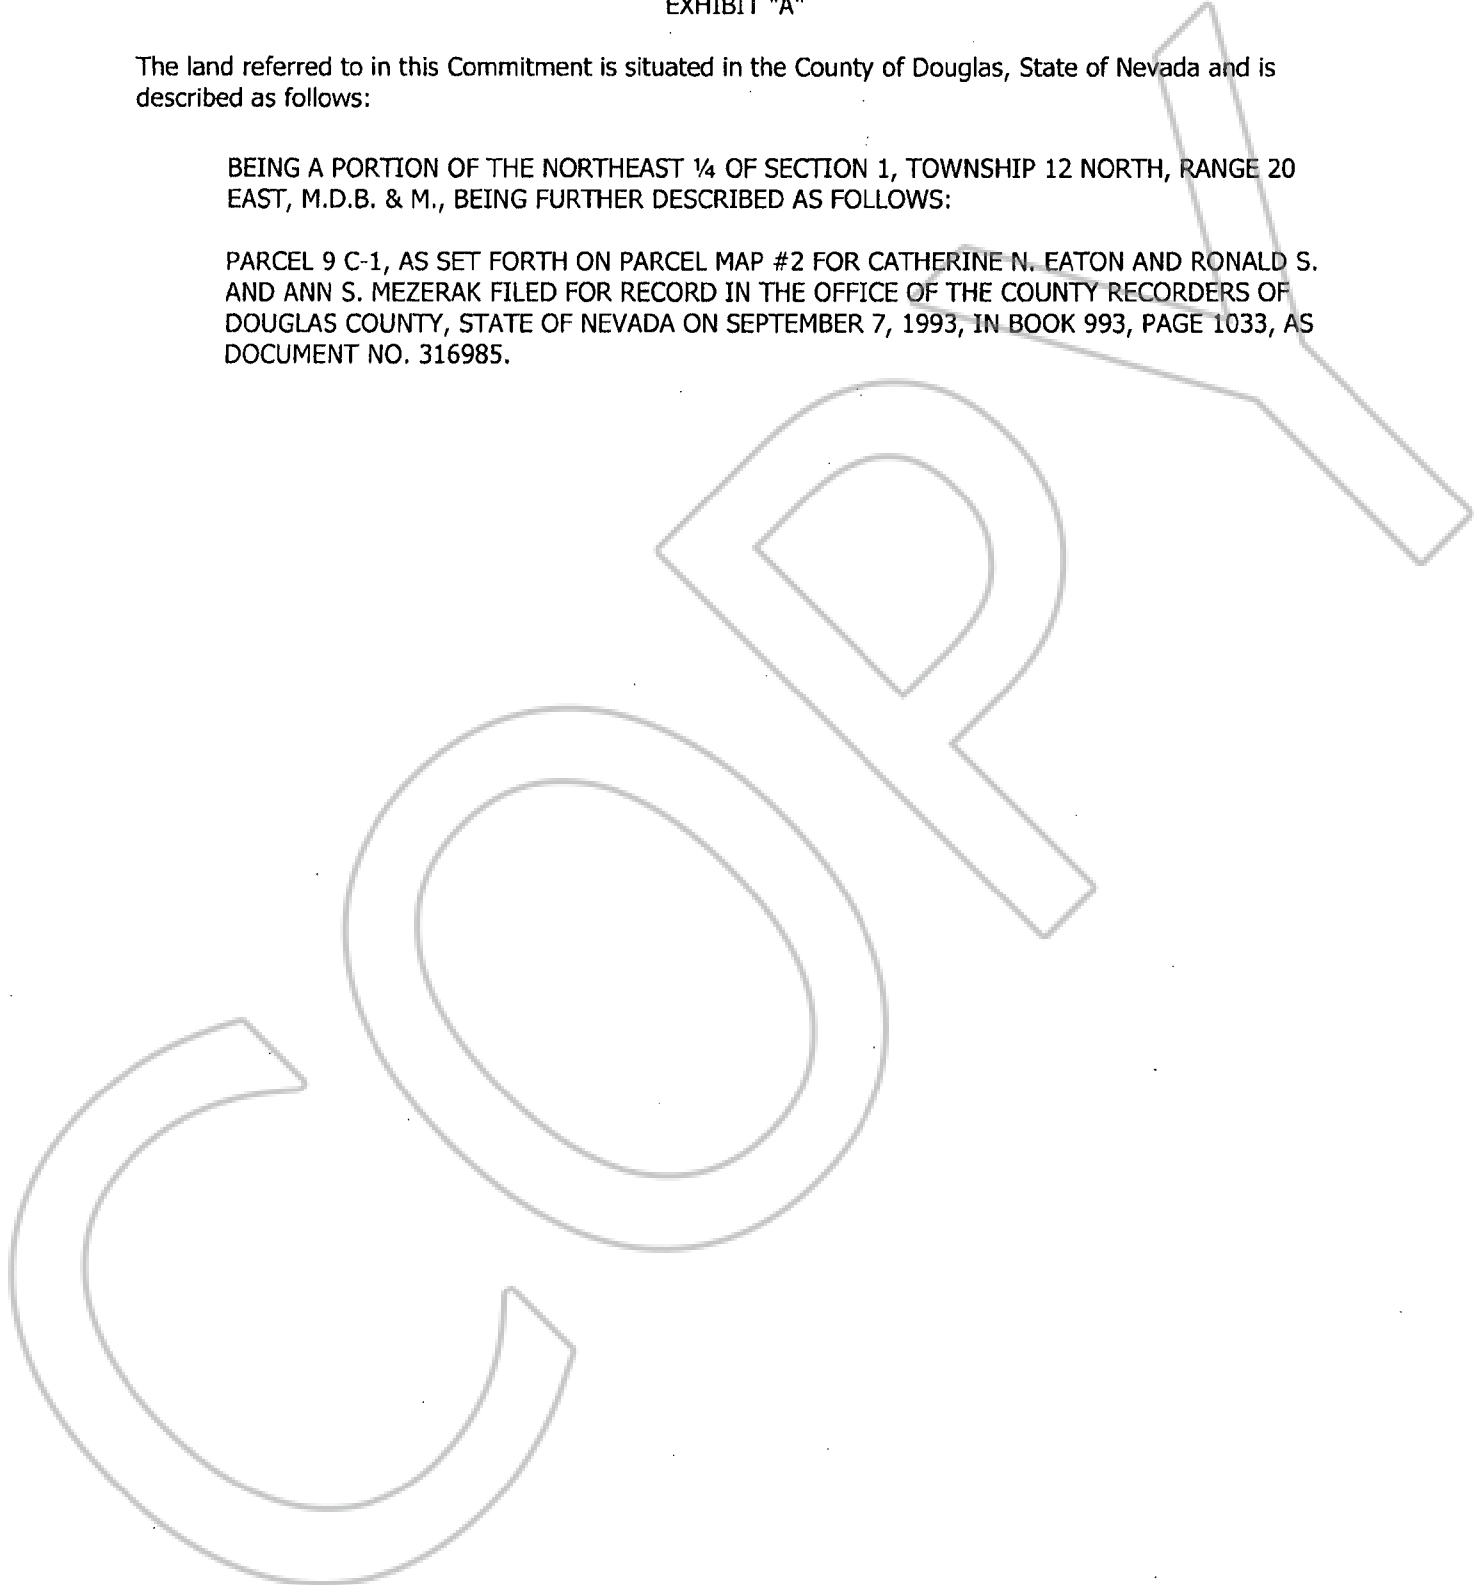 EXHIBIT "A"
The land referred to in this Commitment is situated in the County of Douglas, State of Nevada and is
described as follows:
BEING A PORTION OF THE NORTHEAST ¼ OF SECTION 1, TOWNSHIP 12 NORTH, RANGE 20
EAST, M.D.B. & M., BEING FURTHER DESCRIBED AS FOLLOWS:
PARCEL 9 C-1, AS SET FORTH ON PARCEL MAP #2 FOR CATHERINE N. EATON AND RONALD S.
AND ANN S. MEZERAK FILED FOR RECORD IN THE OFFICE OF THE COUNTY RECORDERS OF
DOUGLAS COUNTY, STATE OF NEVADA ON SEPTEMBER 7, 1993, IN BOOK 993, PAGE 1033, AS
DOCUMENT NO. 316985.
COPY